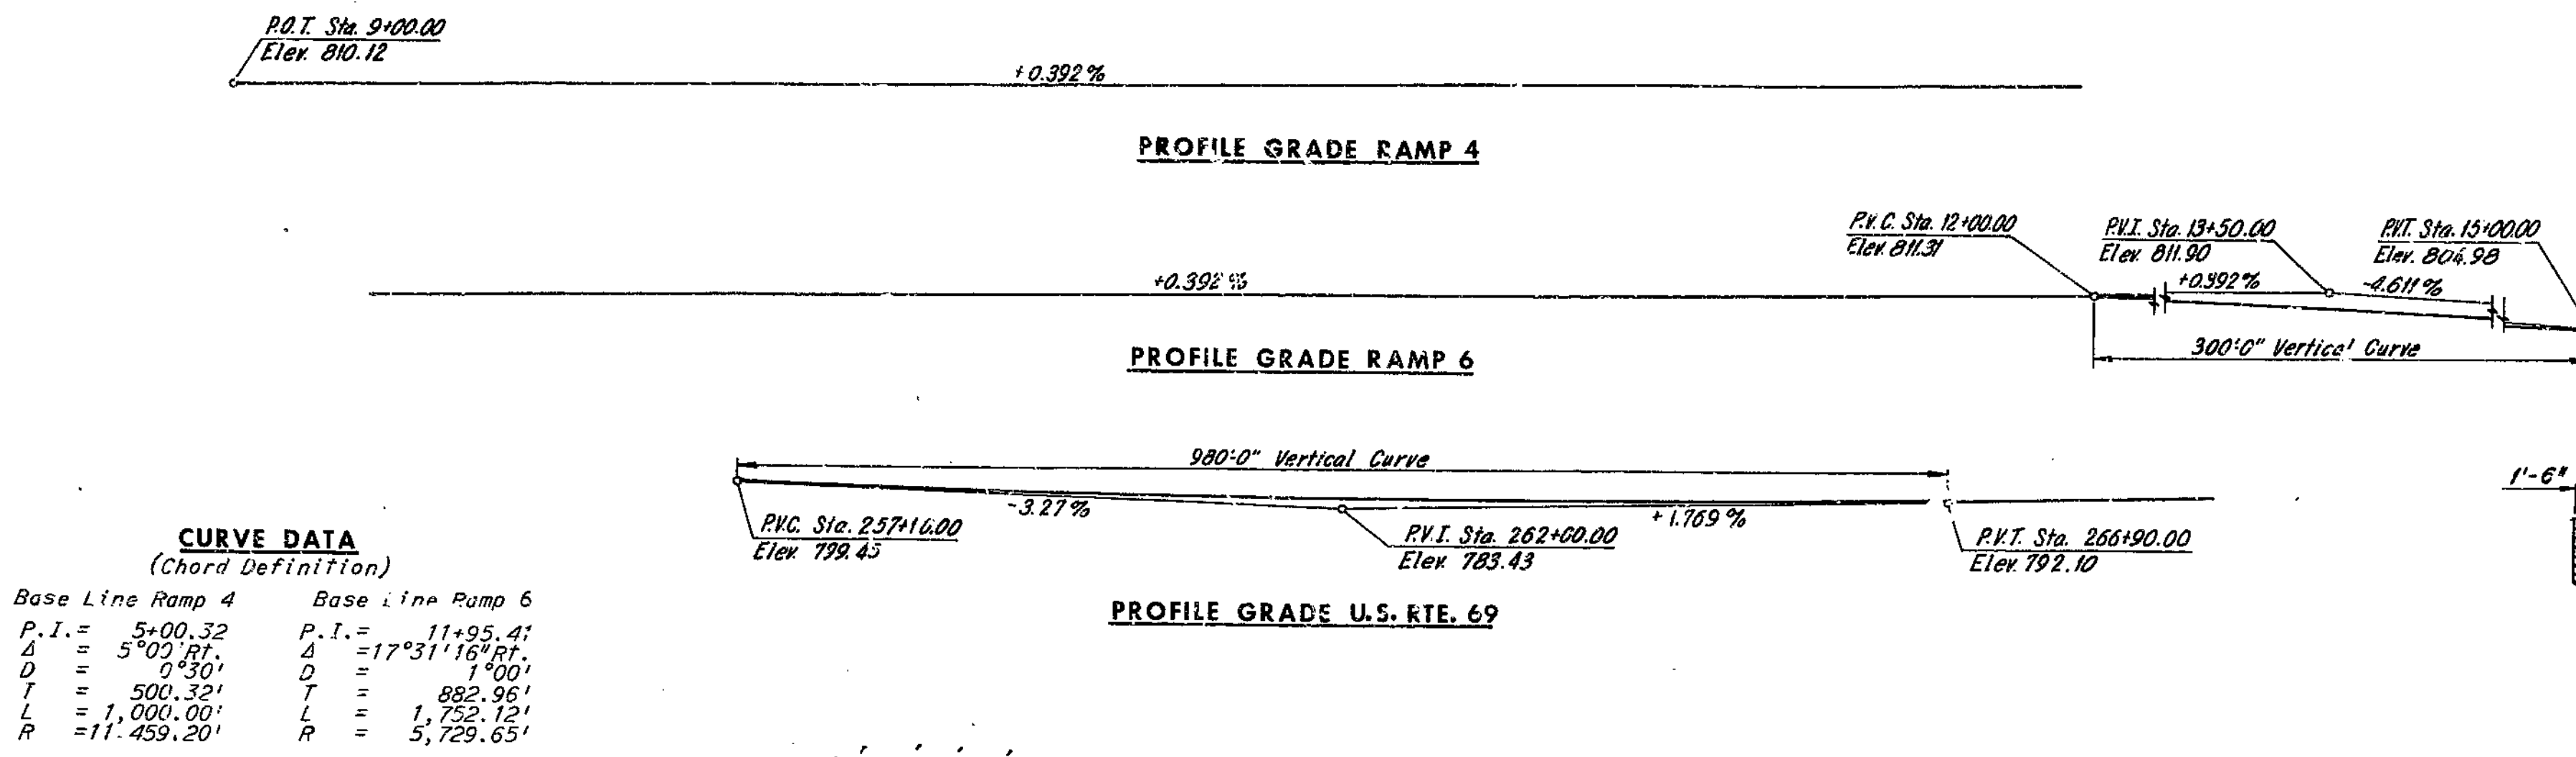 P.O.T. Sta. 9+00.00
Elev. 810.12
+0.392%
PROFILE GRADE RAMP 4
P.V.C. Sta. 12+00.00
Elev. 811.31
P.V.I. Sta. 13+50.00
Elev. 811.90
P.V.T. Sta. 15+00.00
Elev. 804.98
+0.392%
+0.392%
-4.611%
300'-0" Vertical Curve
PROFILE GRADE RAMP 6
980'-0" Vertical Curve
-3.27%
+1.769%
P.V.C. Sta. 257+10.00
Elev. 799.45
P.V.I. Sta. 262+00.00
Elev. 783.43
P.V.T. Sta. 266+90.00
Elev. 792.10
1'-6"
PROFILE GRADE U.S. RTE. 69
CURVE DATA
(Chord Definition)
Base Line Ramp 4
P.I.= 5+00.32
Δ = 5°00'Rt.
D = 0°30'
T = 500.32'
L = 1,000.00'
R =11,459.20'
Base Line Ramp 6
P.I.= 11+95.41
Δ =17°31'16"Rt.
D = 1°00'
T = 882.96'
L = 1,752.12'
R = 5,729.65'